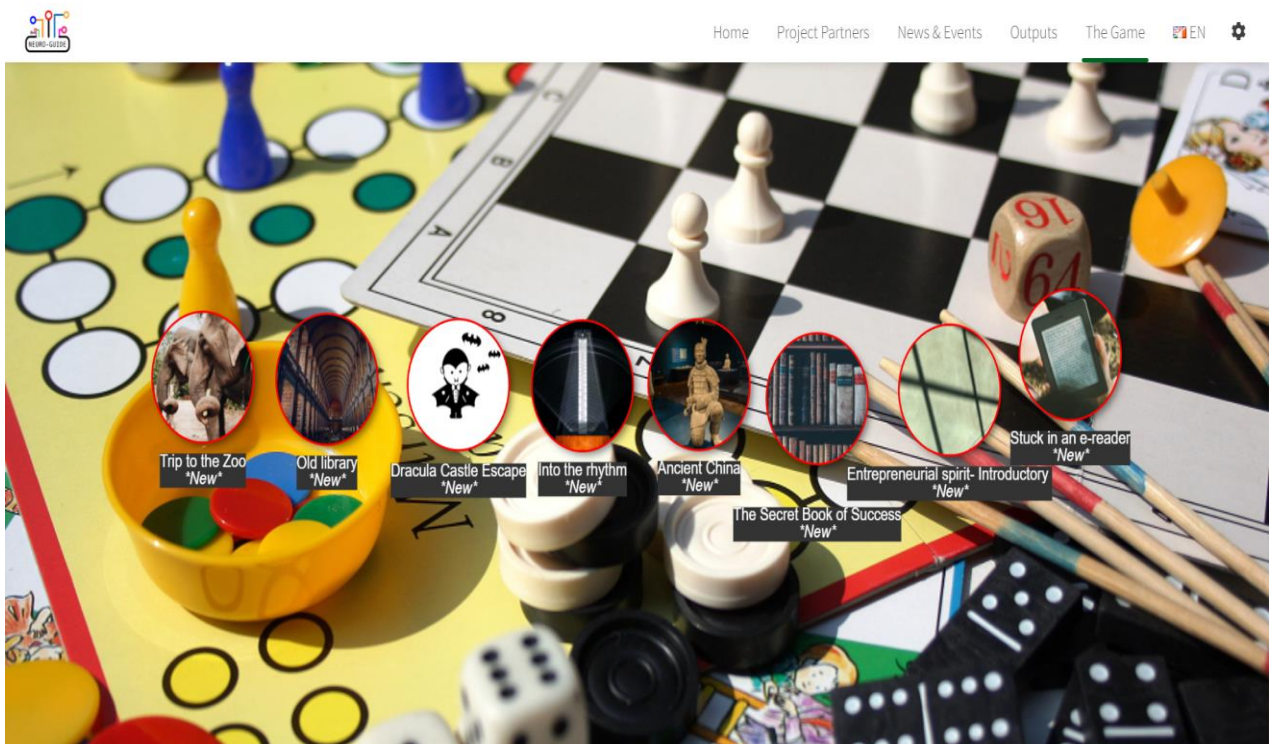 NEURO-GUIDE
Home
Project Partners
News & Events
Outputs
The Game
EN
D
C
B
A
8
16
64
Trip to the Zoo
*New*
Old library
*New*
Dracula Castle Escape
*New*
Into the rhythm
*New*
Ancient China
*New*
The Secret Book of Success
*New*
Entrepreneurial spirit- Introductory
*New*
Stuck in an e-reader
*New*